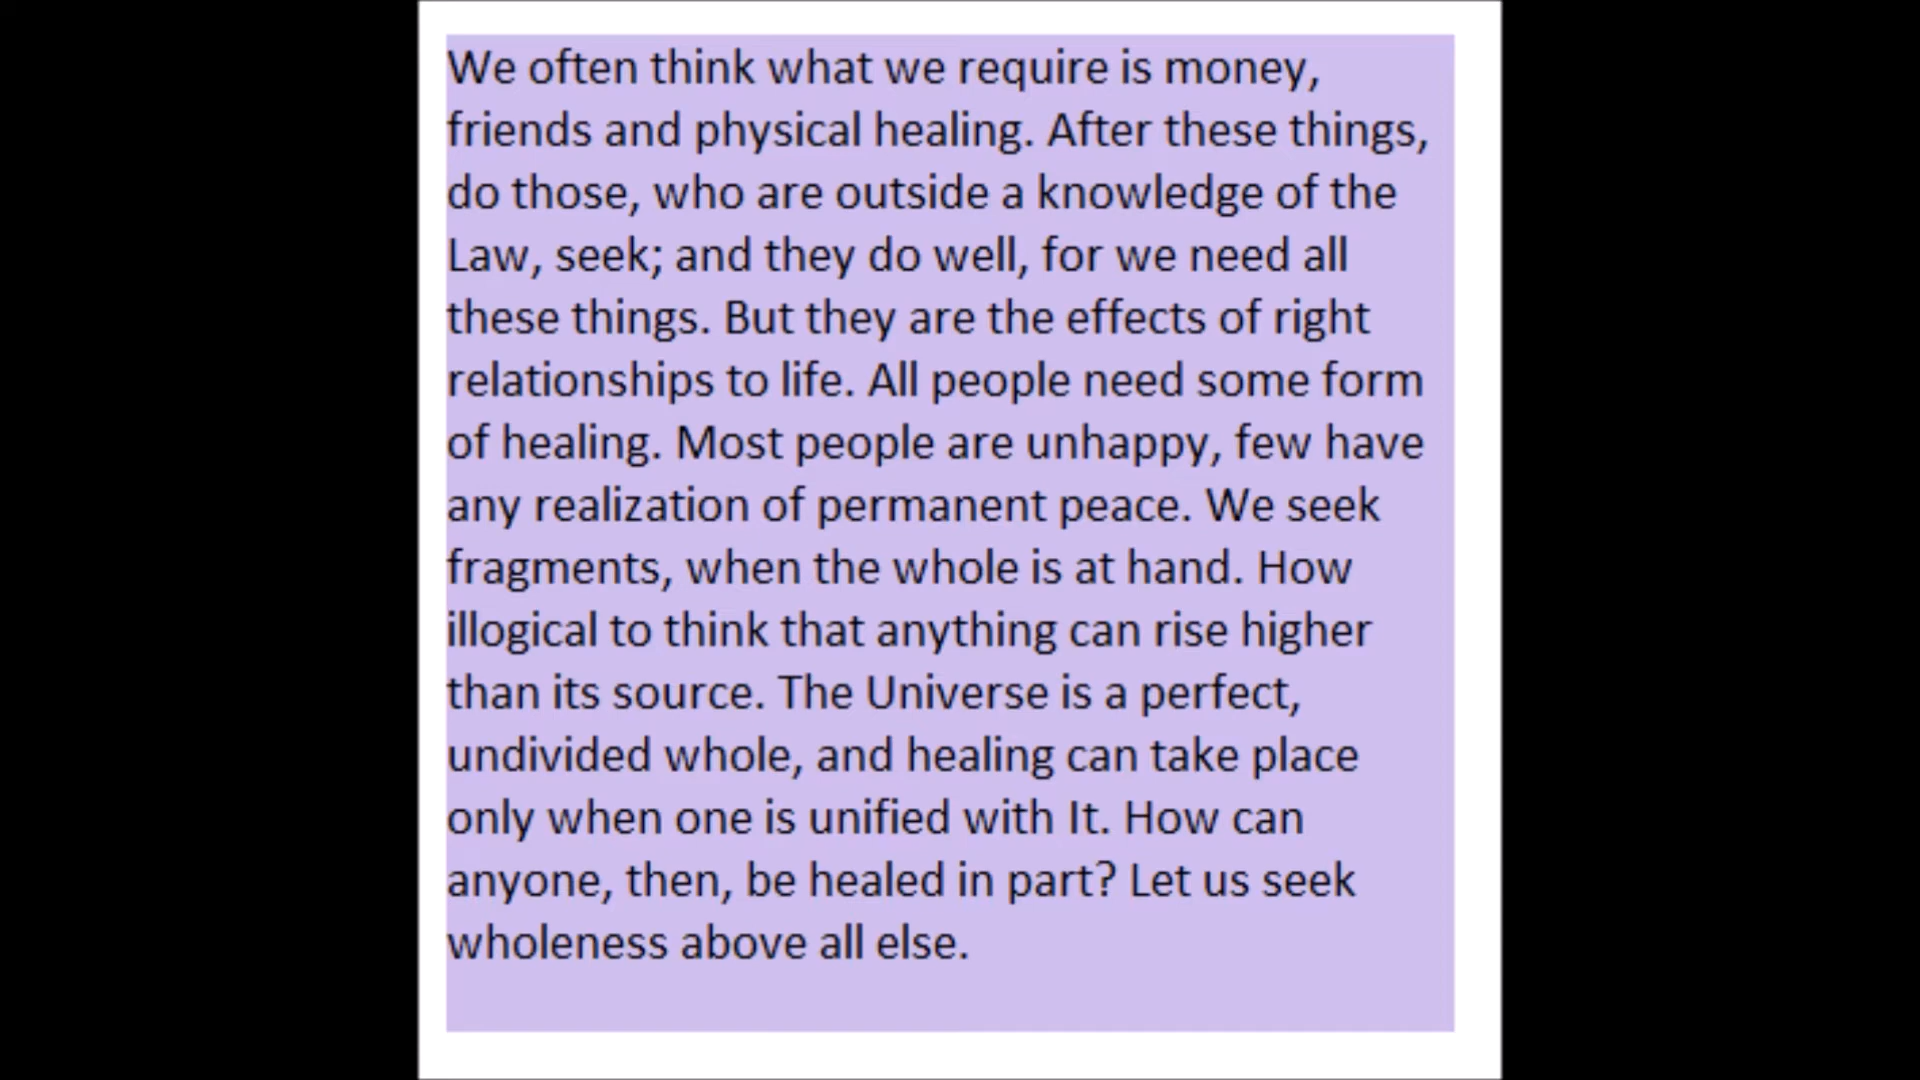 We often think what we require is money,
friends and physical healing. After these things,
do those, who are outside a knowledge of the
Law, seek; and they do well, for we need all
these things. But they are the effects of right
relationships to life. All people need some form
of healing. Most people are unhappy, few have
any realization of permanent peace. We seek
fragments, when the whole is at hand. How
illogical to think that anything can rise higher
than its source. The Universe is a perfect,
undivided whole, and healing can take place
only when one is unified with It. How can
anyone, then, be healed in part? Let us seek
wholeness above all else.